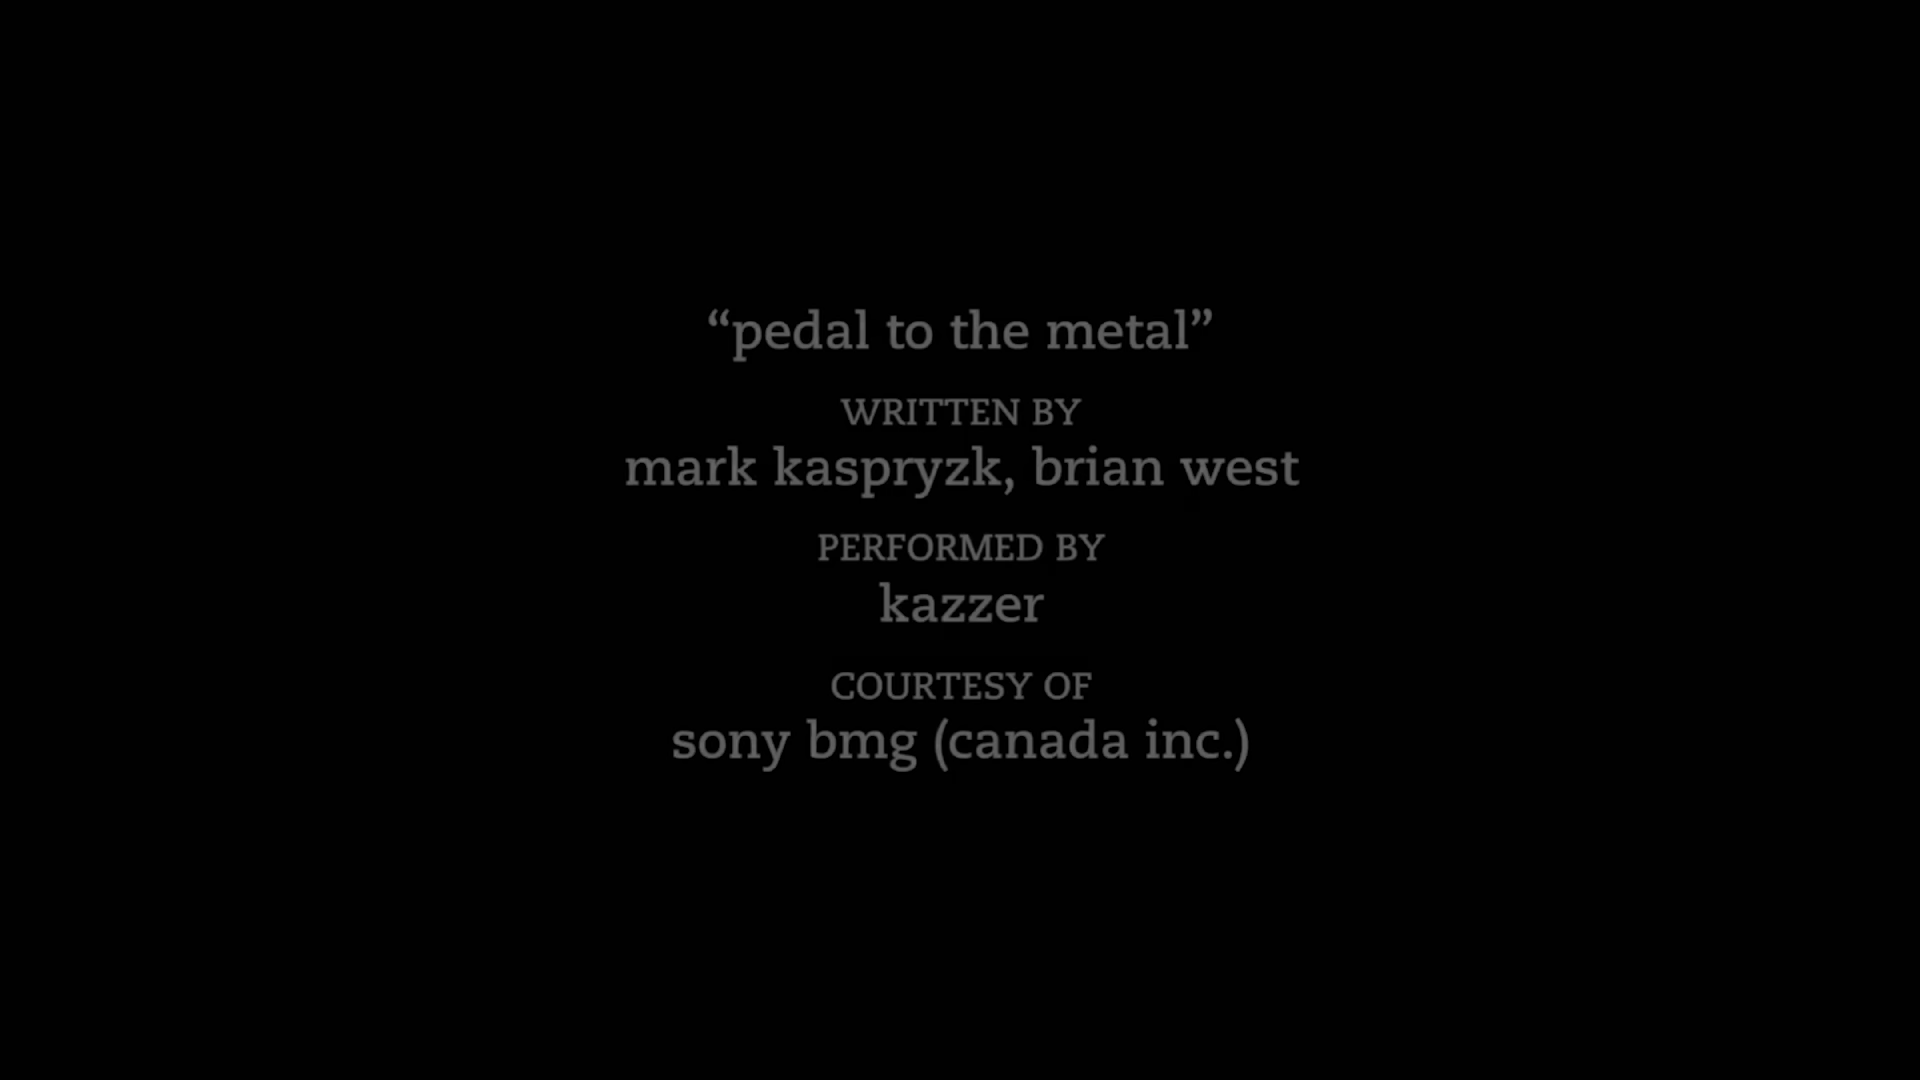 “pedal to the metal”
WRITTEN BY
mark kaspryzk, brian west
PERFORMED BY
kazzer
COURTESY OF
sony bmg (canada inc.)